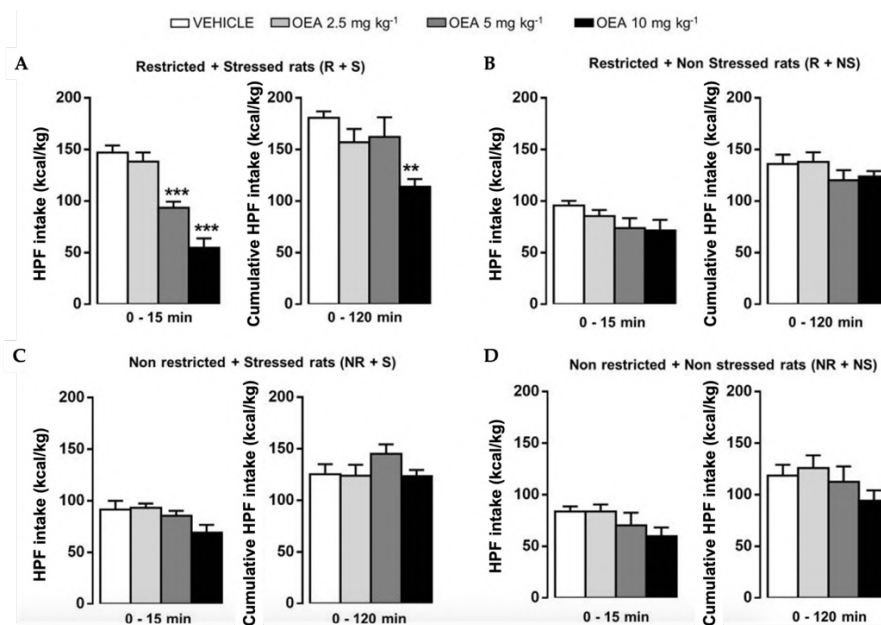 VEHICLE OEA 2.5 mg kg-1 OEA 5 mg kg-1 OEA 10 mg kg-1
A
Restricted + Stressed rats (R + S)
HPF intake (kcal/kg)
200
150
100
50
0
***
***
0 - 15 min
Cumulative HPF intake (kcal/kg)
200
150
100
50
0
**
0 - 120 min
B
Restricted + Non Stressed rats (R + NS)
HPF intake (kcal/kg)
200
150
100
50
0
0 - 15 min
Cumulative HPF intake (kcal/kg)
200
150
100
50
0
0 - 120 min
C
Non restricted + Stressed rats (NR + S)
HPF intake (kcal/kg)
200
150
100
50
0 - 15 min
Cumulative HPF intake (kcal/kg)
200
150
100
50
0 - 120 min
D
Non restricted + Non stressed rats (NR + NS)
HPF intake (kcal/kg)
200
150
100
50
0 - 15 min
Cumulative HPF intake (kcal/kg)
200
150
100
50
0 - 120 min